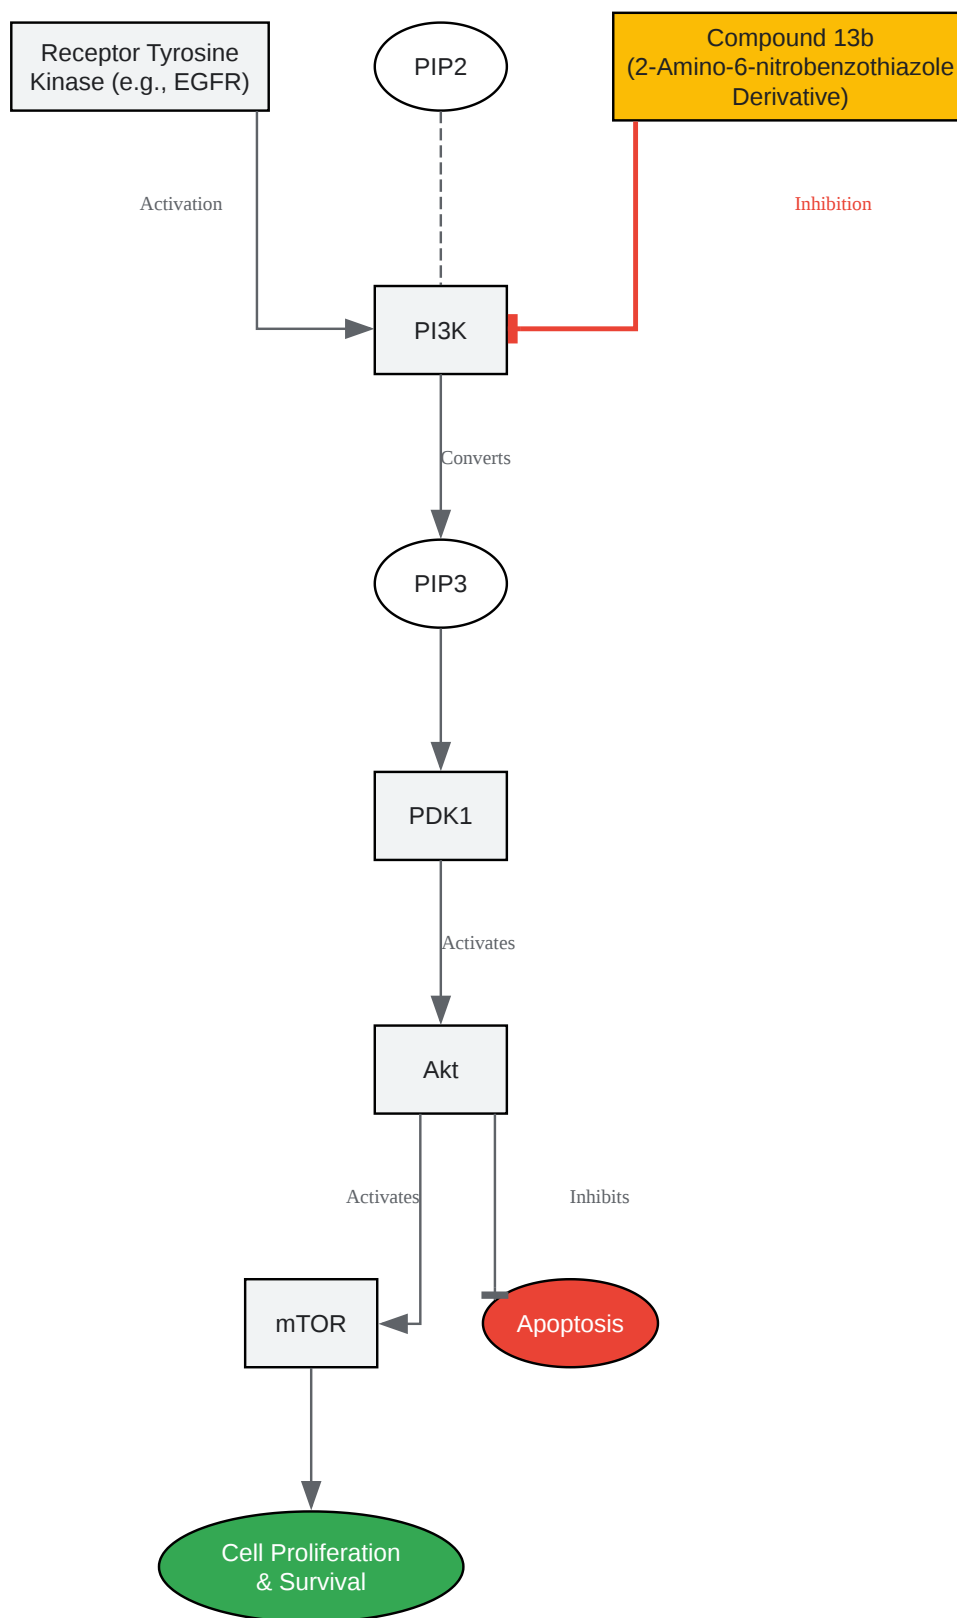 Receptor Tyrosine
Kinase (e.g., EGFR)
PIP2
Compound 13b
(2-Amino-6-nitrobenzothiazole
Derivative)
Activation
Inhibition
PI3K
Converts
PIP3
PDK1
Activates
Akt
Activates
Inhibits
mTOR
Apoptosis
Cell Proliferation
& Survival